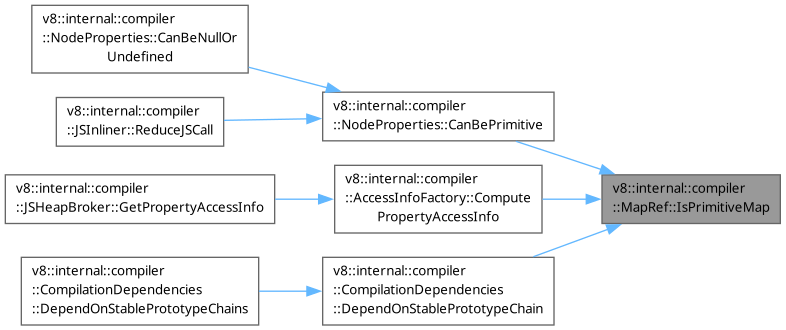 v8::internal::compiler
::NodeProperties::CanBeNullOr
Undefined
v8::internal::compiler
::JSInliner::ReduceJSCall
v8::internal::compiler
::JSHeapBroker::GetPropertyAccessInfo
v8::internal::compiler
::CompilationDependencies
::DependOnStablePrototypeChains
v8::internal::compiler
::NodeProperties::CanBePrimitive
v8::internal::compiler
::AccessInfoFactory::Compute
PropertyAccessInfo
v8::internal::compiler
::CompilationDependencies
::DependOnStablePrototypeChain
v8::internal::compiler
::MapRef::IsPrimitiveMap